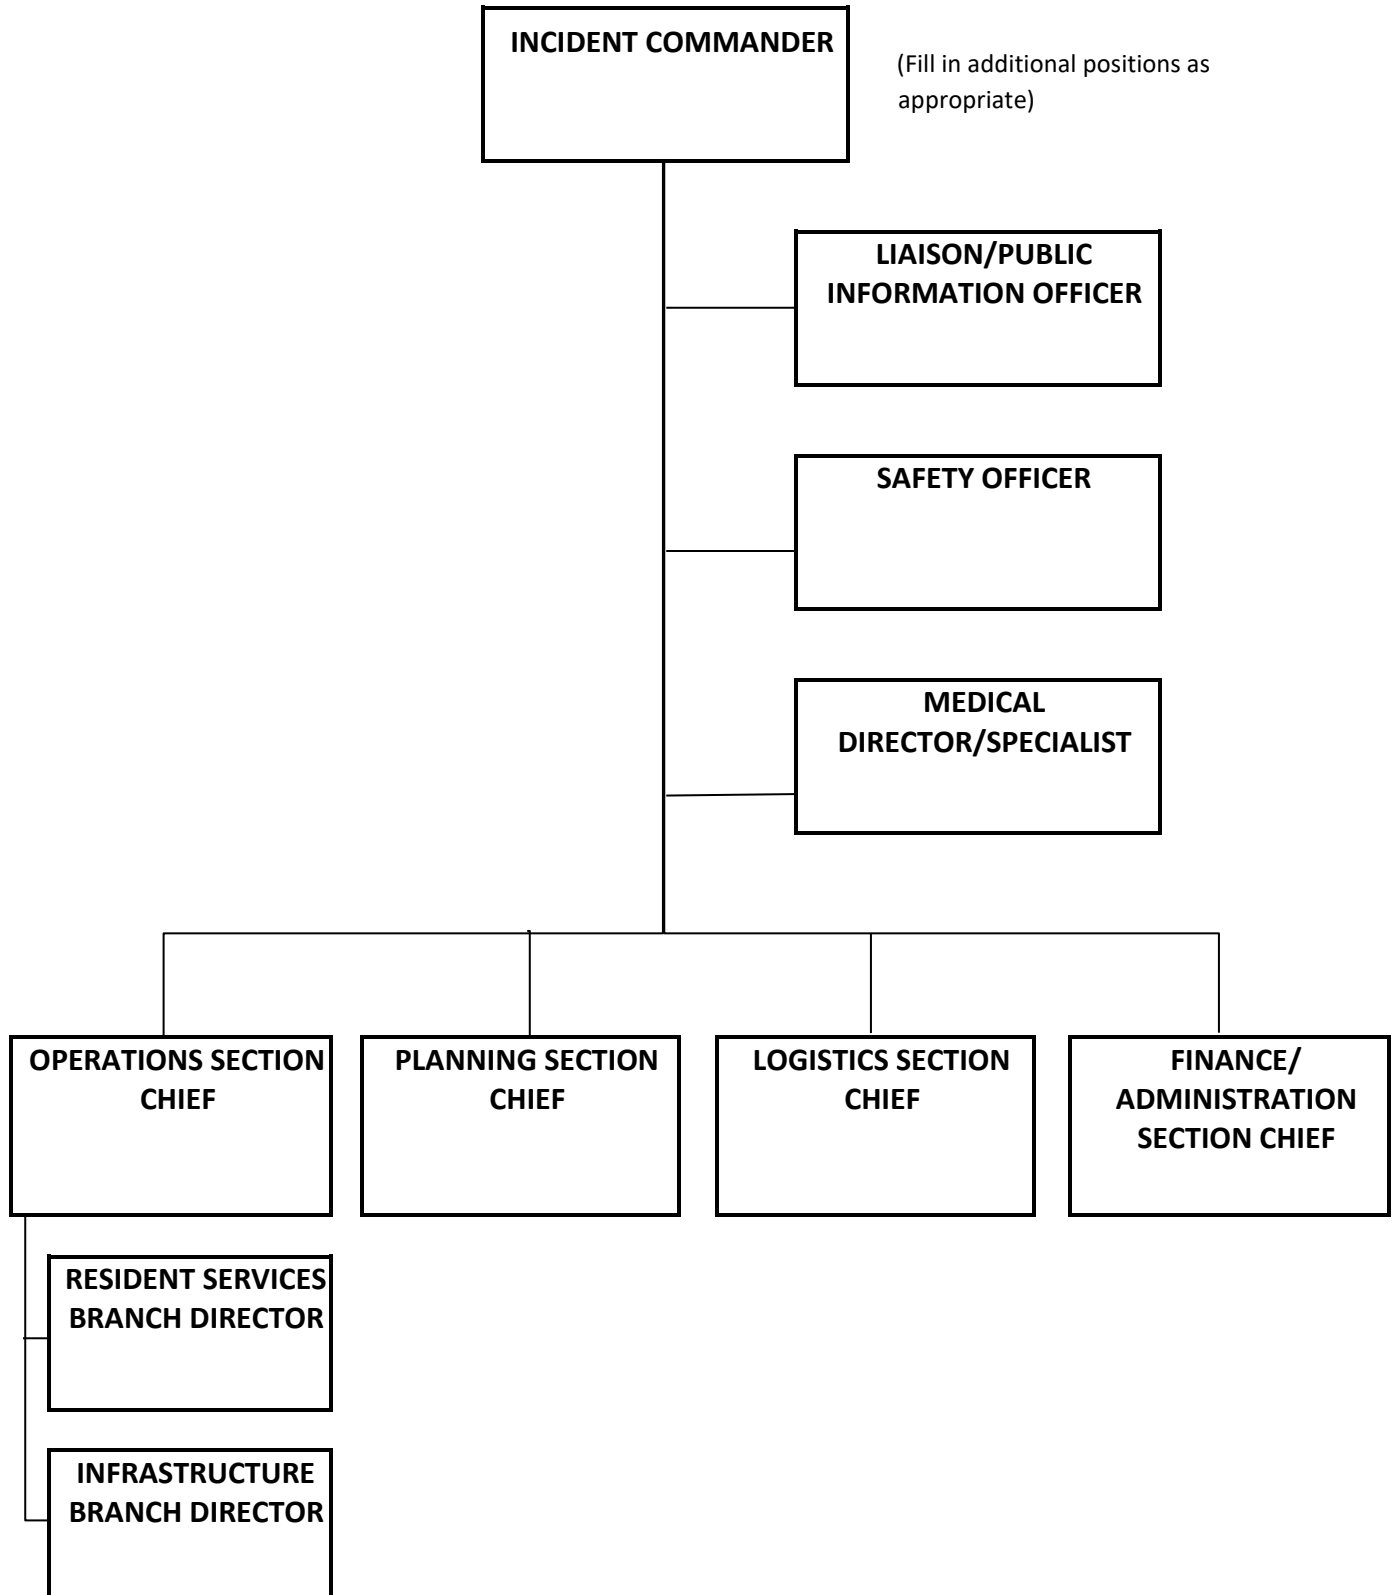 INCIDENT COMMANDER
(Fill in additional positions as
appropriate)
LIAISON/PUBLIC
INFORMATION OFFICER
SAFETY OFFICER
MEDICAL
DIRECTOR/SPECIALIST
OPERATIONS SECTION
CHIEF
PLANNING SECTION
CHIEF
LOGISTICS SECTION
CHIEF
FINANCE/
ADMINISTRATION
SECTION CHIEF
RESIDENT SERVICES
BRANCH DIRECTOR
INFRASTRUCTURE
BRANCH DIRECTOR